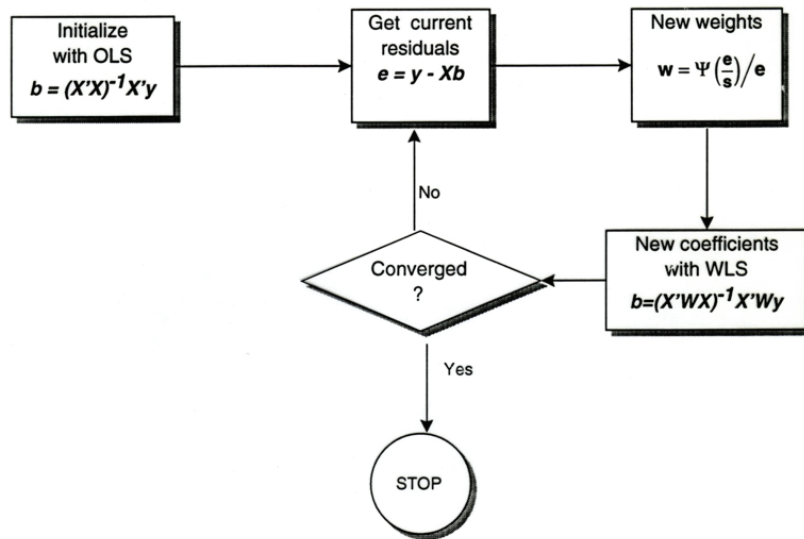 Initialize
with OLS
b = (X'X)⁻¹X'y
Get current
residuals
e = y - Xb
New weights
w = Ψ(e/s)/e
No
Converged
?
New coefficients
with WLS
b=(X'WX)⁻¹X'Wy
Yes
STOP